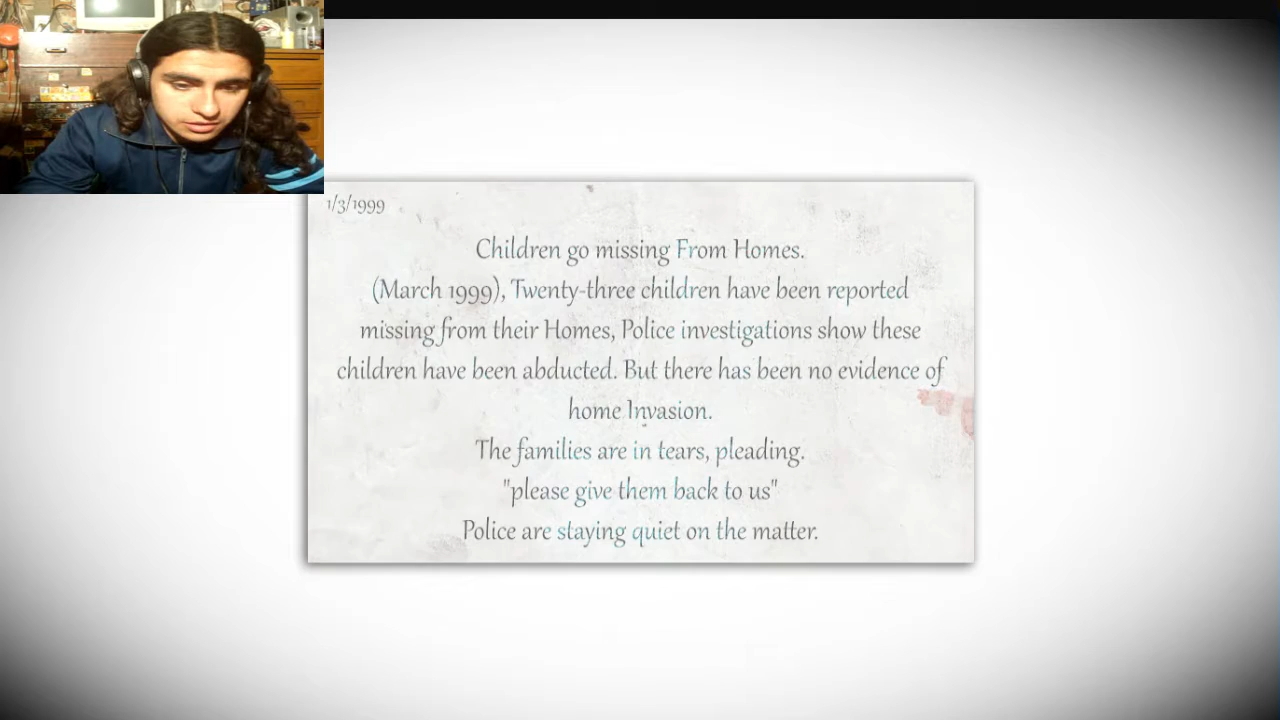 1/3/1999
Children go missing From Homes.
(March 1999), Twenty-three children have been reported
missing from their Homes, Police investigations show these
children have been abducted. But there has been no evidence of
home Invasion.
The families are in tears, pleading.
"please give them back to us"
Police are staying quiet on the matter.